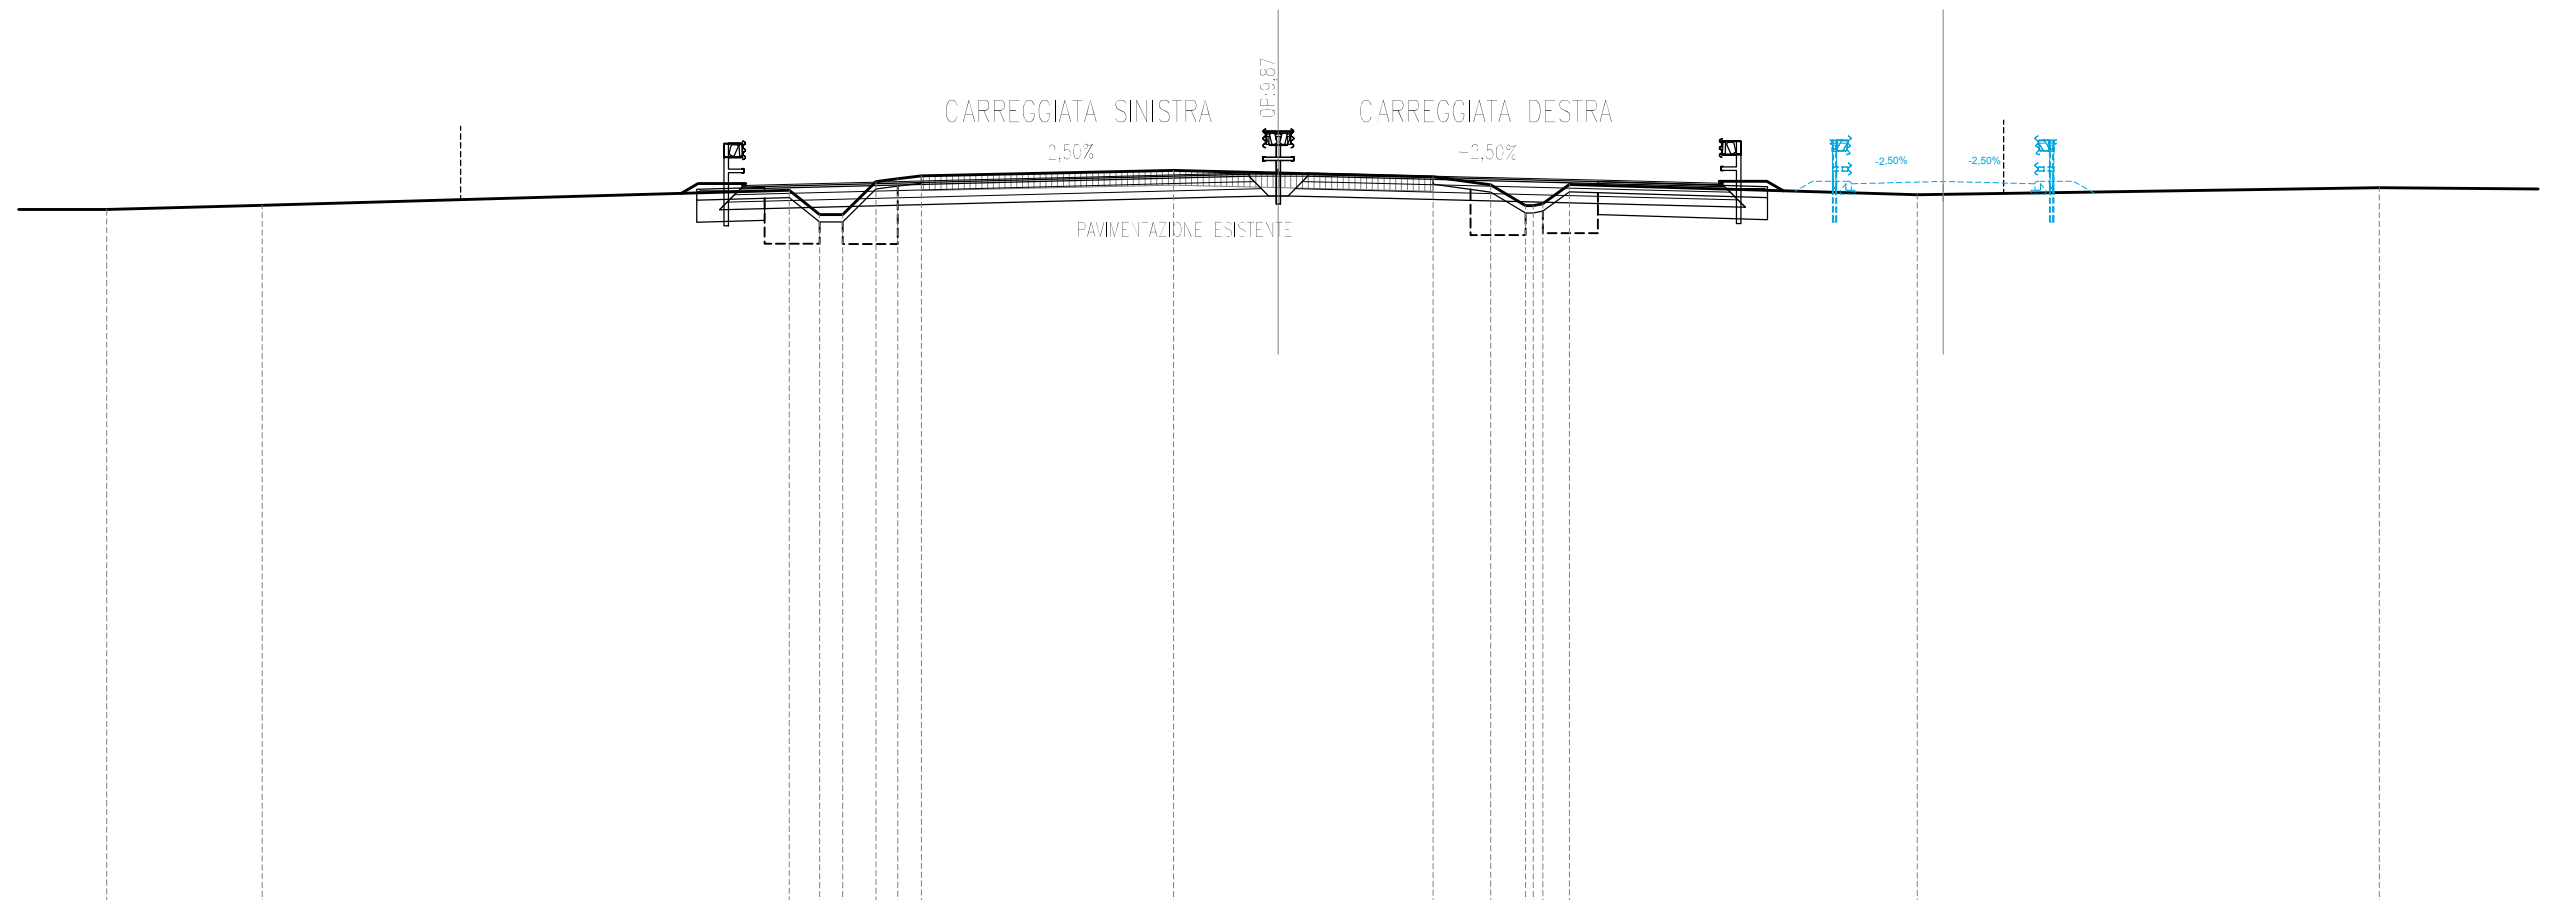 QP:9,87
CARREGGIATA SINISTRA
CARREGGIATA DESTRA
2,50%
-2,50%
-2,50%
-2,50%
PAVIMENTAZIONE ESISTENTE